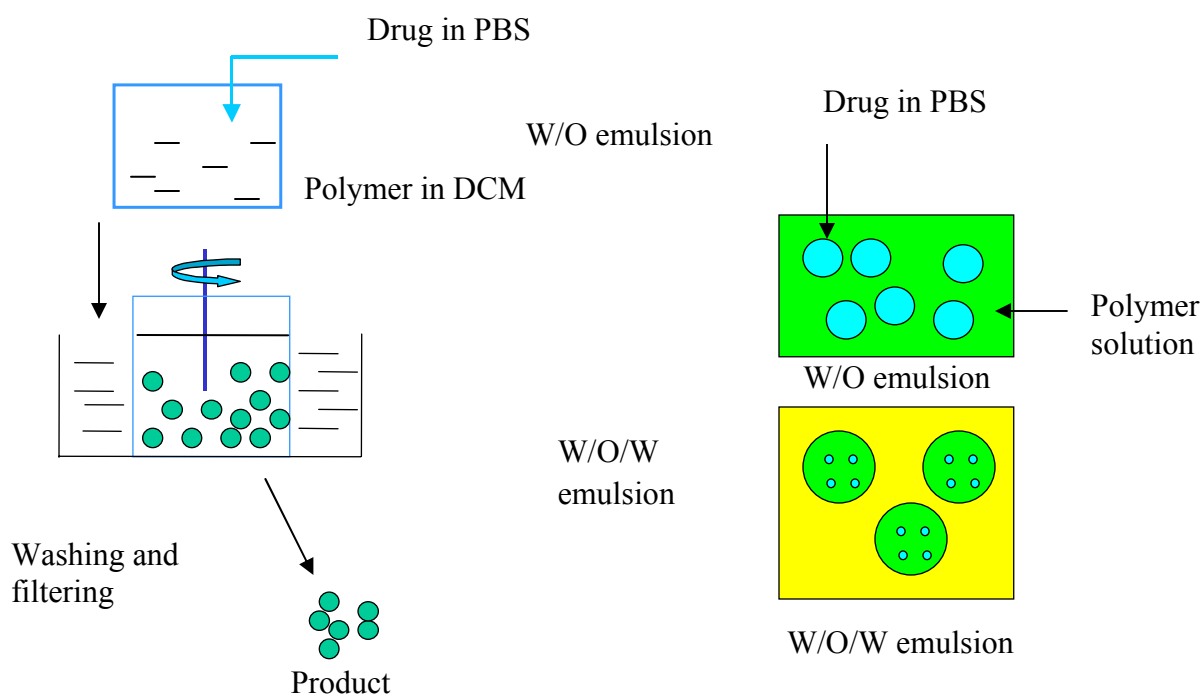 Drug in PBS
Polymer in DCM
W/O emulsion
Drug in PBS
Polymer
solution
W/O emulsion
W/O/W
emulsion
W/O/W emulsion
Washing and
filtering
Product